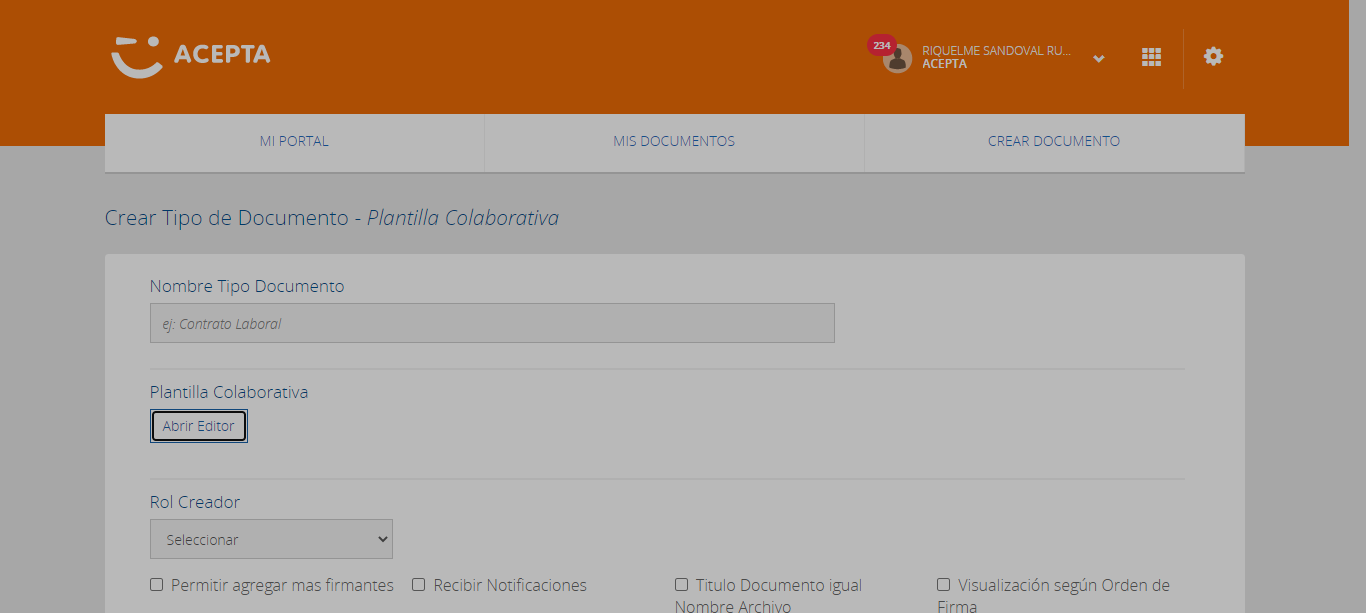 ACEPTA
234
RIQUELME SANDOVAL RU...
ACEPTA
MI PORTAL
MIS DOCUMENTOS
CREAR DOCUMENTO
Crear Tipo de Documento - Plantilla Colaborativa
Nombre Tipo Documento
ej: Contrato Laboral
Plantilla Colaborativa
Abrir Editor
Rol Creador
Seleccionar
Permitir agregar mas firmantes
Recibir Notificaciones
Titulo Documento igual
Nombre Archivo
Visualización según Orden de
Firma